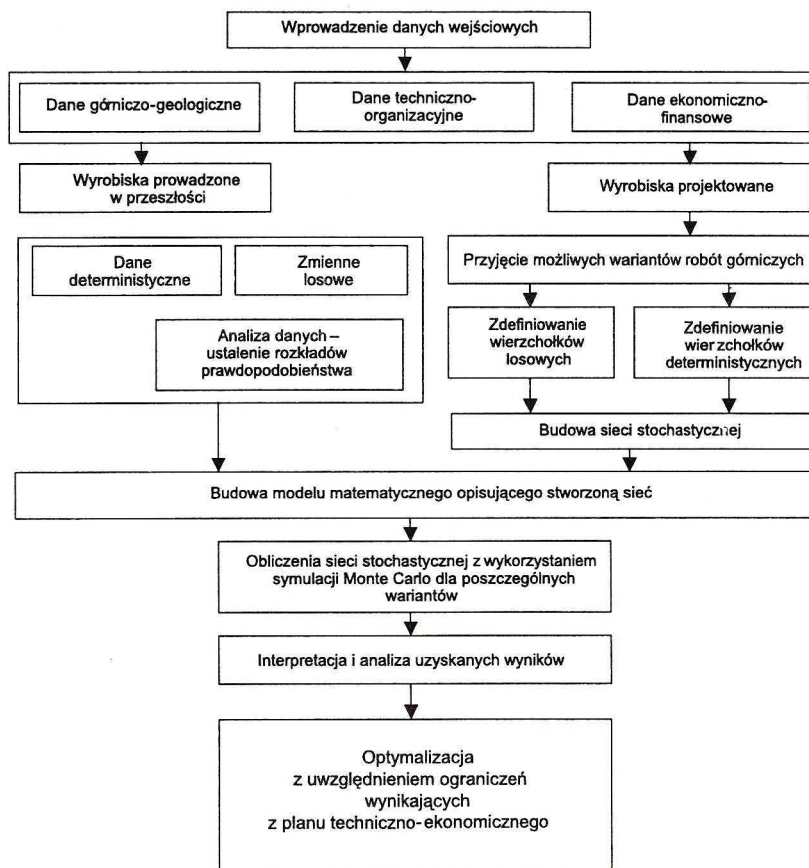 Wprowadzenie danych wejściowych
Dane górniczo-geologiczne
Dane techniczno-
organizacyjne
Dane ekonomiczno-
finansowe
Wyrobiska prowadzone
w przeszłości
Wyrobiska projektowane
Dane
deterministyczne
Zmienne
losowe
Analiza danych –
ustalenie rozkładów
prawdopodobieństwa
Przyjęcie możliwych wariantów robót górniczych
Zdefiniowanie
wierzchołków
losowych
Zdefiniowanie
wierzchołków
deterministycznych
Budowa sieci stochastycznej
Budowa modelu matematycznego opisującego stworzoną sieć
Obliczenia sieci stochastycznej z wykorzystaniem
symulacji Monte Carlo dla poszczególnych
wariantów
Interpretacja i analiza uzyskanych wyników
Optymalizacja
z uwzględnieniem ograniczeń
wynikających
z planu techniczno-ekonomicznego